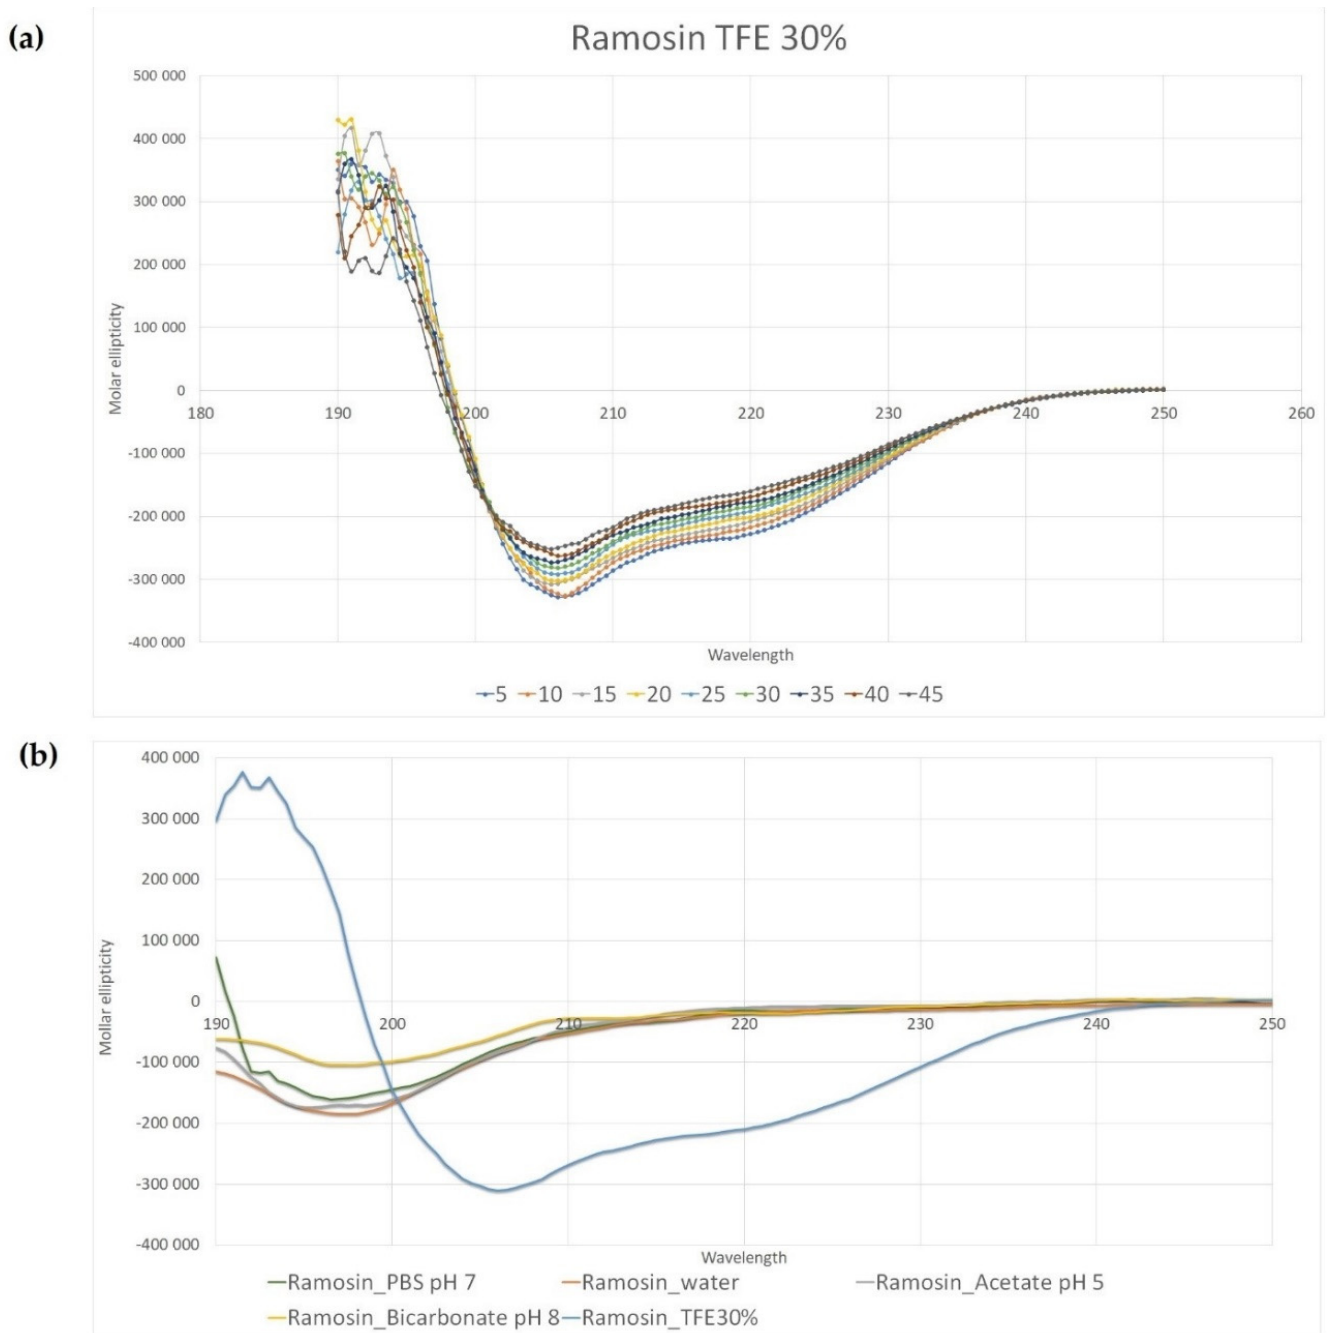 (a)
Ramosin TFE 30%
500 000
400 000
300 000
200 000
100 000
0
-100 000
-200 000
-300 000
-400 000
Molar ellipticity
180 190 200 210 220 230 240 250 260
Wavelength
5 10 15 20 25 30 35 40 45
(b)
400 000
300 000
200 000
100 000
0
-100 000
-200 000
-300 000
-400 000
Mollar ellipticity
190 200 210 220 230 240 250
Wavelength
Ramosin_PBS pH 7 Ramosin_water Ramosin_Acetate pH 5
Ramosin_Bicarbonate pH 8 Ramosin_TFE30%